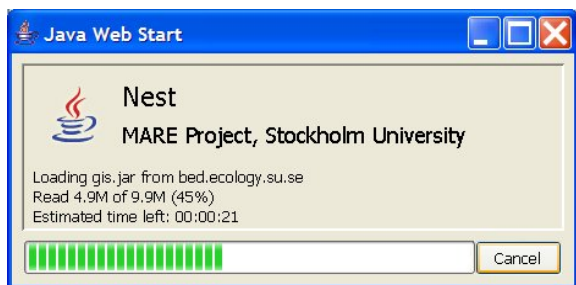 Java Web Start
Nest
MARE Project, Stockholm University
Loading gis.jar from bed.ecology.su.se
Read 4.9M of 9.9M (45%)
Estimated time left: 00:00:21
Cancel